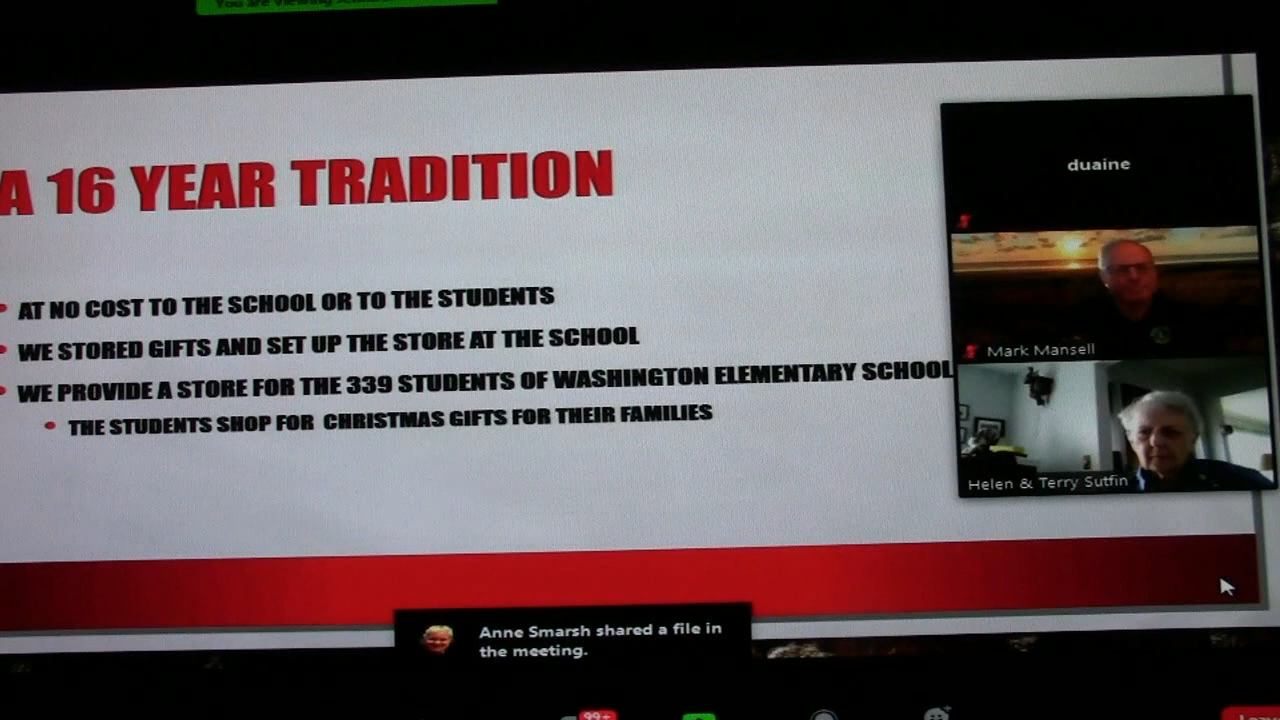 You are viewing
A 16 YEAR TRADITION
AT NO COST TO THE SCHOOL OR TO THE STUDENTS
WE STORED GIFTS AND SET UP THE STORE AT THE SCHOOL
WE PROVIDE A STORE FOR THE 339 STUDENTS OF WASHINGTON ELEMENTARY SCHOOL
THE STUDENTS SHOP FOR CHRISTMAS GIFTS FOR THEIR FAMILIES
duaine
Mark Mansell
Helen & Terry Sutfin
Anne Smarsh shared a file in
the meeting.
99+